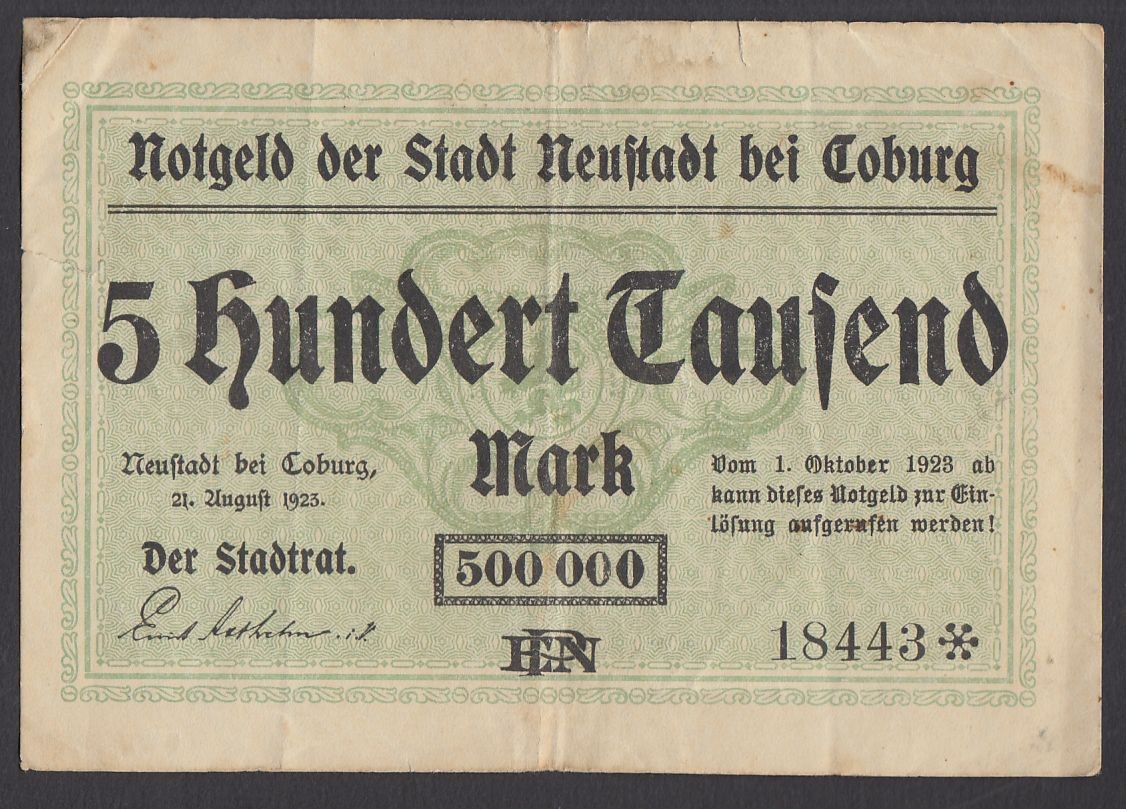 Notgeld der Stadt Neustadt bei Coburg
5 Hundert Tausend
Mark
Neustadt bei Coburg,
21. August 1923.
Der Stadtrat.
Vom 1. Oktober 1923 ab
kann dieses Notgeld zur Ein-
lösung aufgerufen werden!
500 000
18443